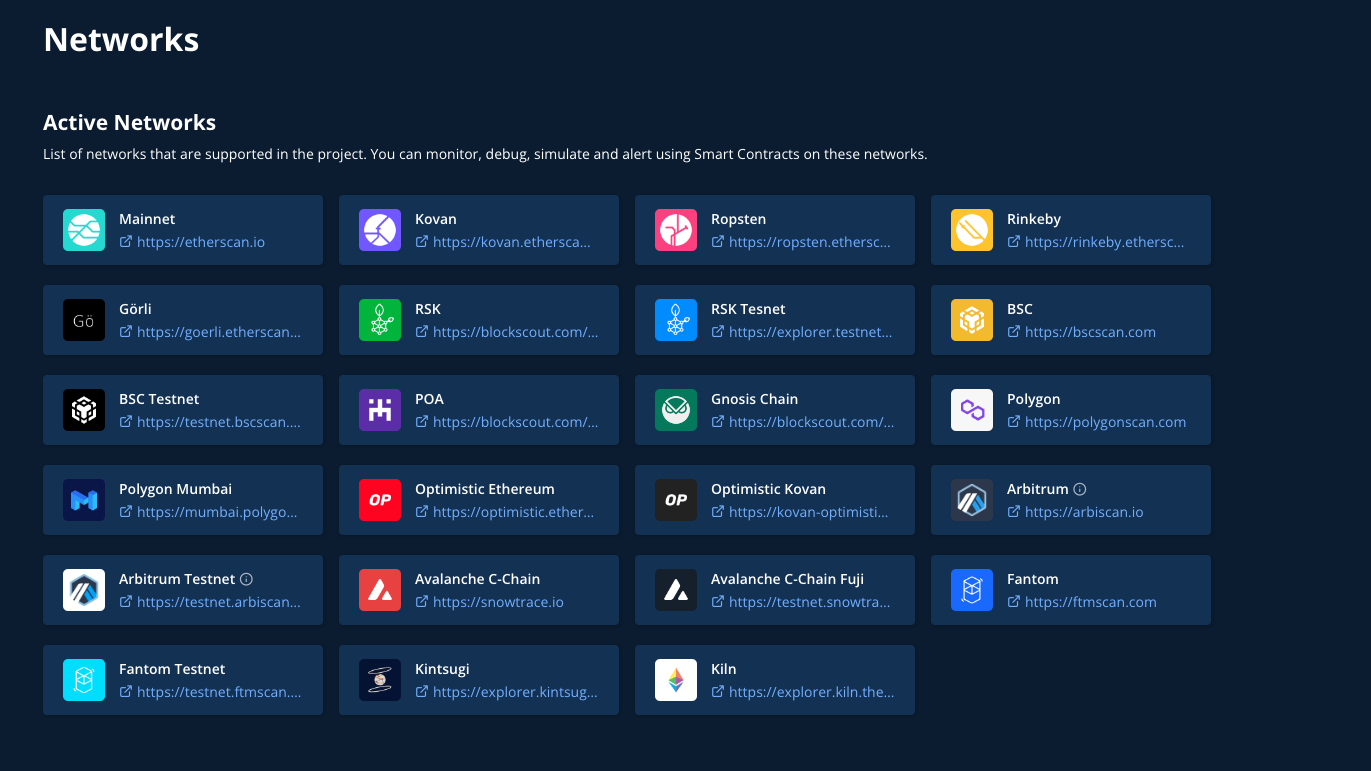 Networks
Active Networks
List of networks that are supported in the project. You can monitor, debug, simulate and alert using Smart Contracts on these networks.
Mainnet
https://etherscan.io
Kovan
https://kovan.ethersca...
Ropsten
https://ropsten.ethersc...
Rinkeby
https://rinkeby.ethersc...
Gö
Görli
https://goerli.etherscan...
RSK
https://blockscout.com/...
RSK Tesnet
https://explorer.testnet...
BSC
https://bscscan.com
BSC Testnet
https://testnet.bscscan....
POA
https://blockscout.com/...
Gnosis Chain
https://blockscout.com/...
Polygon
https://polygonscan.com
Polygon Mumbai
https://mumbai.polygo...
OP
Optimistic Ethereum
https://optimistic.ether...
OP
Optimistic Kovan
https://kovan-optimisti...
Arbitrum
https://arbiscan.io
Arbitrum Testnet
https://testnet.arbiscan...
Avalanche C-Chain
https://snowtrace.io
Avalanche C-Chain Fuji
https://testnet.snowtra...
Fantom
https://ftmscan.com
Fantom Testnet
https://testnet.ftmscan....
Kintsugi
https://explorer.kintsug...
Kiln
https://explorer.kiln.the...